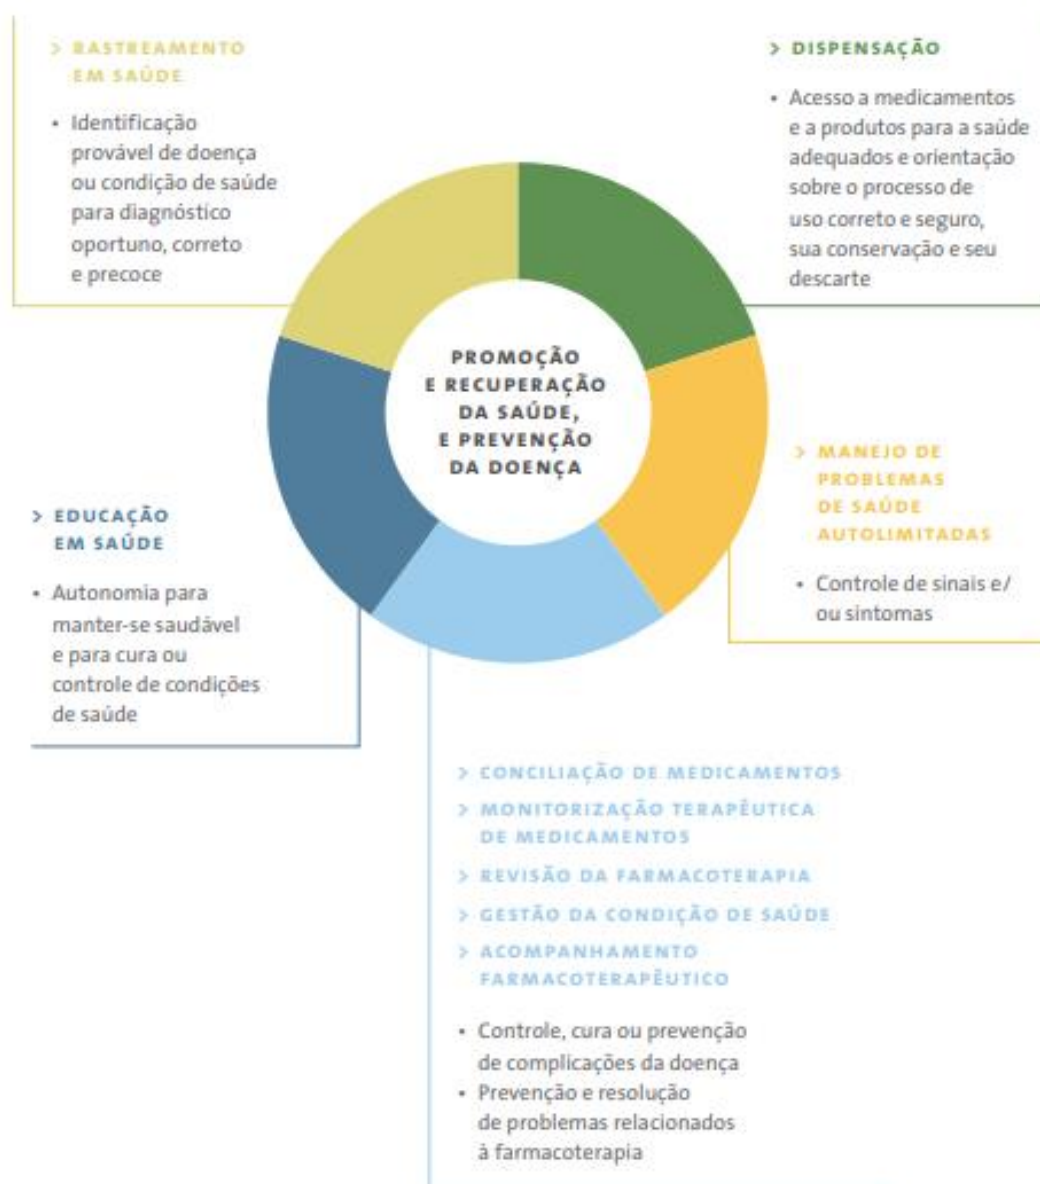 > RASTREAMENTO
EM SAÚDE
• Identificação
provável de doença
ou condição de saúde
para diagnóstico
oportuno, correto
e precoce
> DISPENSAÇÃO
• Acesso a medicamentos
e a produtos para a saúde
adequados e orientação
sobre o processo de
uso correto e seguro,
sua conservação e seu
descarte
PROMOÇÃO
E RECUPERAÇÃO
DA SAÚDE,
E PREVENÇÃO
DA DOENÇA
> MANEJO DE
PROBLEMAS
DE SAÚDE
AUTOLIMITADAS
• Controle de sinais e/
ou sintomas
> EDUCAÇÃO
EM SAÚDE
• Autonomia para
manter-se saudável
e para cura ou
controle de condições
de saúde
> CONCILIAÇÃO DE MEDICAMENTOS
> MONITORIZAÇÃO TERAPÊUTICA
DE MEDICAMENTOS
> REVISÃO DA FARMACOTERAPIA
> GESTÃO DA CONDIÇÃO DE SAÚDE
> ACOMPANHAMENTO
FARMACOTERAPÊUTICO
• Controle, cura ou prevenção
de complicações da doença
• Prevenção e resolução
de problemas relacionados
à farmacoterapia